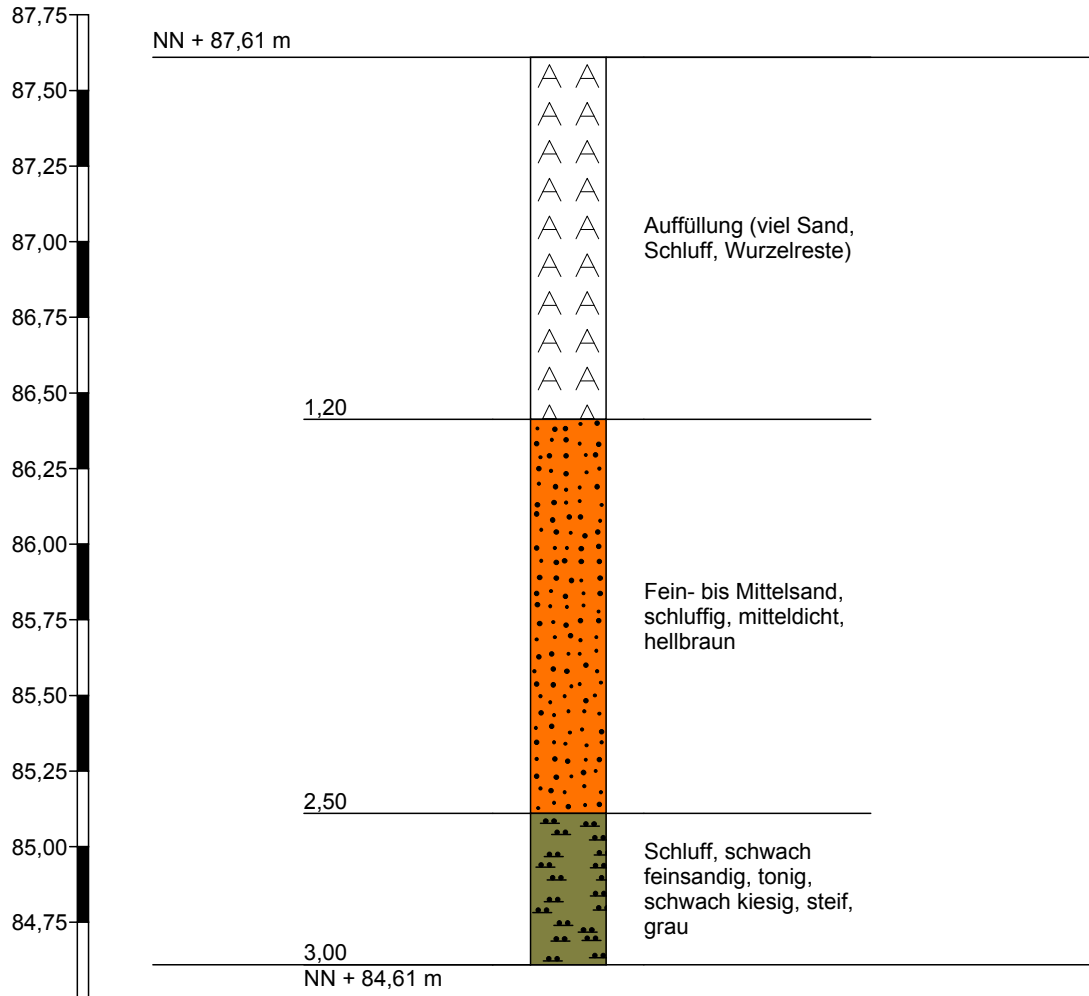 87,75
NN + 87,61 m
87,50
87,25
87,00
Auffüllung (viel Sand,
Schluff, Wurzelreste)
86,75
86,50
1,20
86,25
86,00
Fein- bis Mittelsand,
schluffig, mitteldicht,
hellbraun
85,75
85,50
85,25
2,50
85,00
Schluff, schwach
feinsandig, tonig,
schwach kiesig, steif,
grau
84,75
3,00
NN + 84,61 m